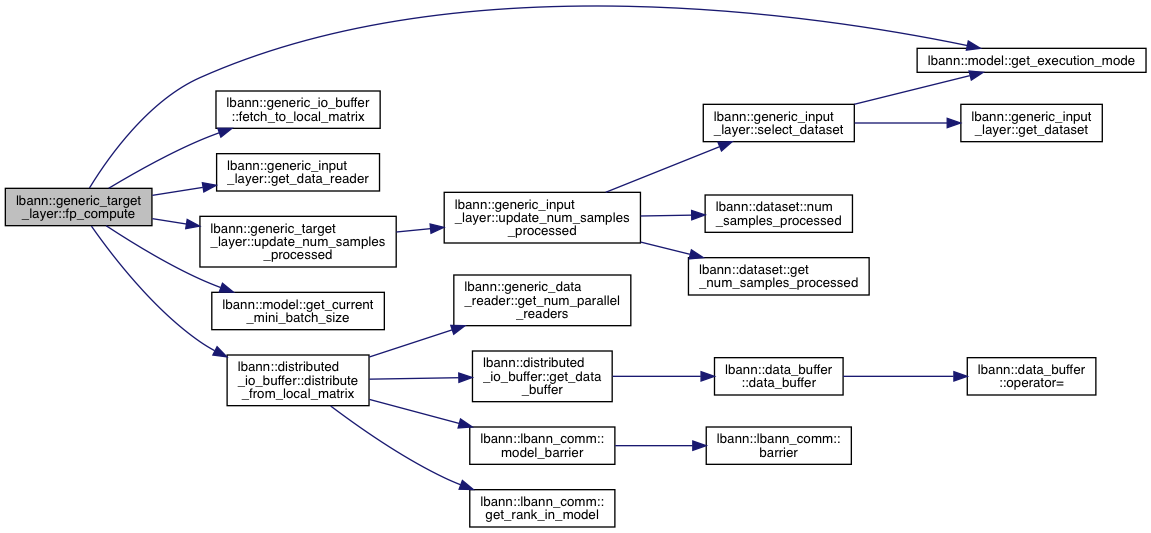 lbann::generic_target
_layer::fp_compute
lbann::model::get_execution_mode
lbann::generic_io_buffer
::fetch_to_local_matrix
lbann::generic_input
_layer::get_data_reader
lbann::generic_target
_layer::update_num_samples
_processed
lbann::model::get_current
_mini_batch_size
lbann::distributed
_io_buffer::distribute
_from_local_matrix
lbann::generic_input
_layer::update_num_samples
_processed
lbann::generic_input
_layer::select_dataset
lbann::generic_input
_layer::get_dataset
lbann::dataset::num
_samples_processed
lbann::dataset::get
_num_samples_processed
lbann::generic_data
_reader::get_num_parallel
_readers
lbann::distributed
_io_buffer::get_data
_buffer
lbann::data_buffer
::data_buffer
lbann::data_buffer
::operator=
lbann::lbann_comm::
model_barrier
lbann::lbann_comm::
barrier
lbann::lbann_comm::
get_rank_in_model